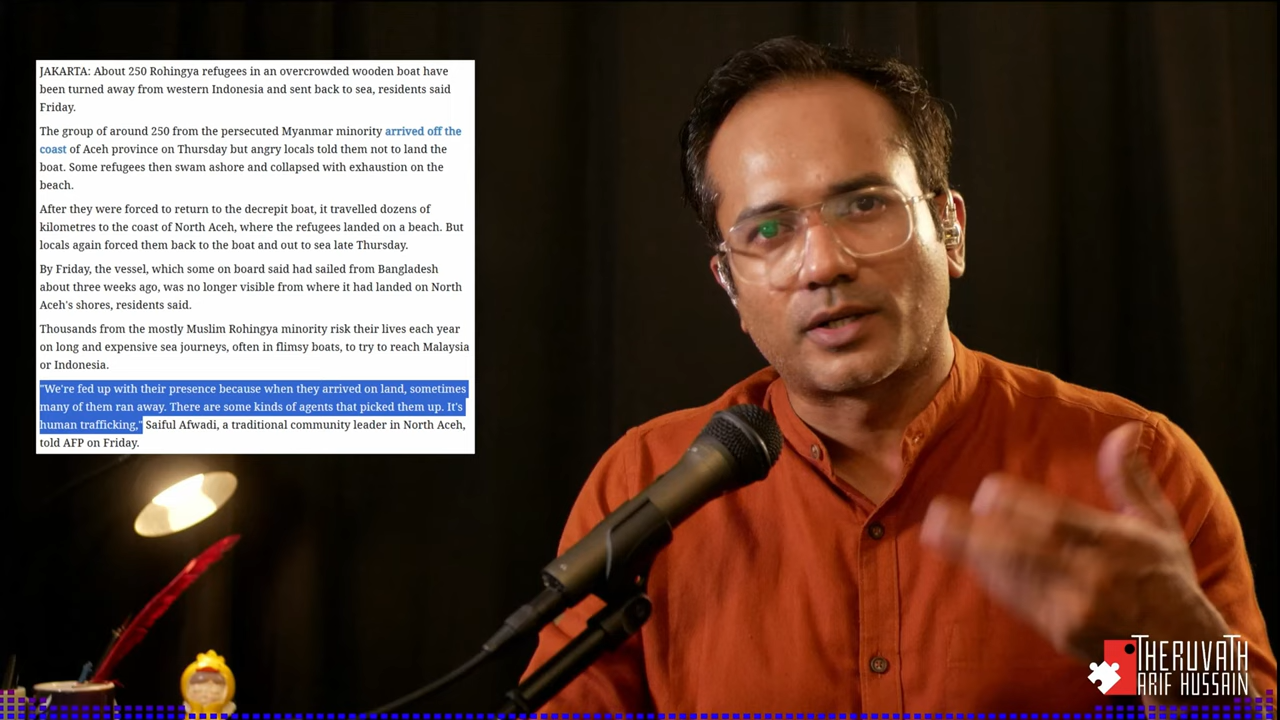 JAKARTA: About 250 Rohingya refugees in an overcrowded wooden boat have
been turned away from western Indonesia and sent back to sea, residents said
Friday.
The group of around 250 from the persecuted Myanmar minority arrived off the
coast of Aceh province on Thursday but angry locals told them not to land the
boat. Some refugees then swam ashore and collapsed with exhaustion on the
beach.
After they were forced to return to the decrepit boat, it travelled dozens of
kilometres to the coast of North Aceh, where the refugees landed on a beach. But
locals again forced them back to the boat and out to sea late Thursday.
By Friday, the vessel, which some on board said had sailed from Bangladesh
about three weeks ago, was no longer visible from where it had landed on North
Aceh's shores, residents said.
Thousands from the mostly Muslim Rohingya minority risk their lives each year
on long and expensive sea journeys, often in flimsy boats, to try to reach Malaysia
or Indonesia.
"We're fed up with their presence because when they arrived on land, sometimes
many of them ran away. There are some kinds of agents that picked them up. It's
human trafficking," Saiful Afwadi, a traditional community leader in North Aceh,
told AFP on Friday.
THERUVATH
ARIF HUSSAIN